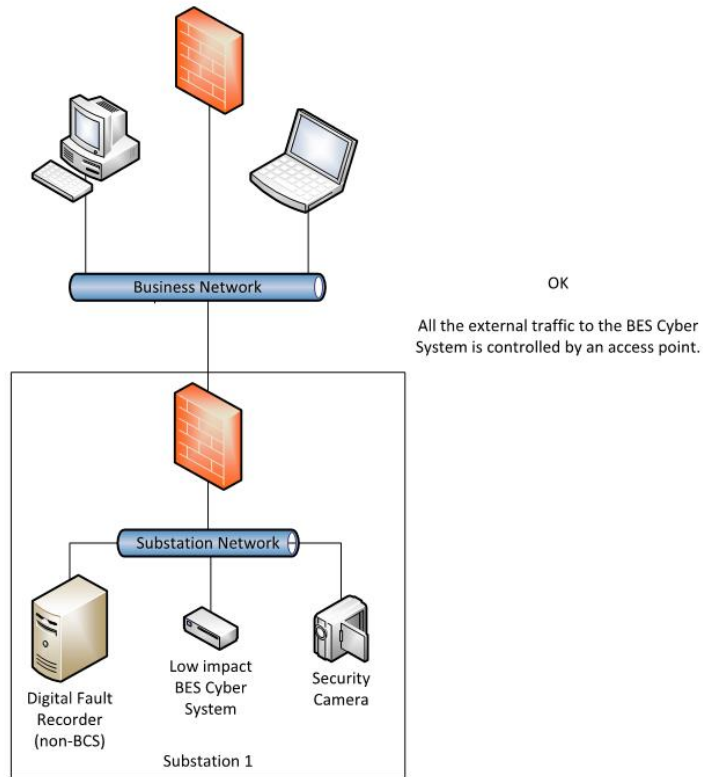 Business Network
OK
All the external traffic to the BES Cyber
System is controlled by an access point.
Substation Network
Digital Fault
Recorder
(non-BCS)
Low impact
BES Cyber
System
Security
Camera
Substation 1